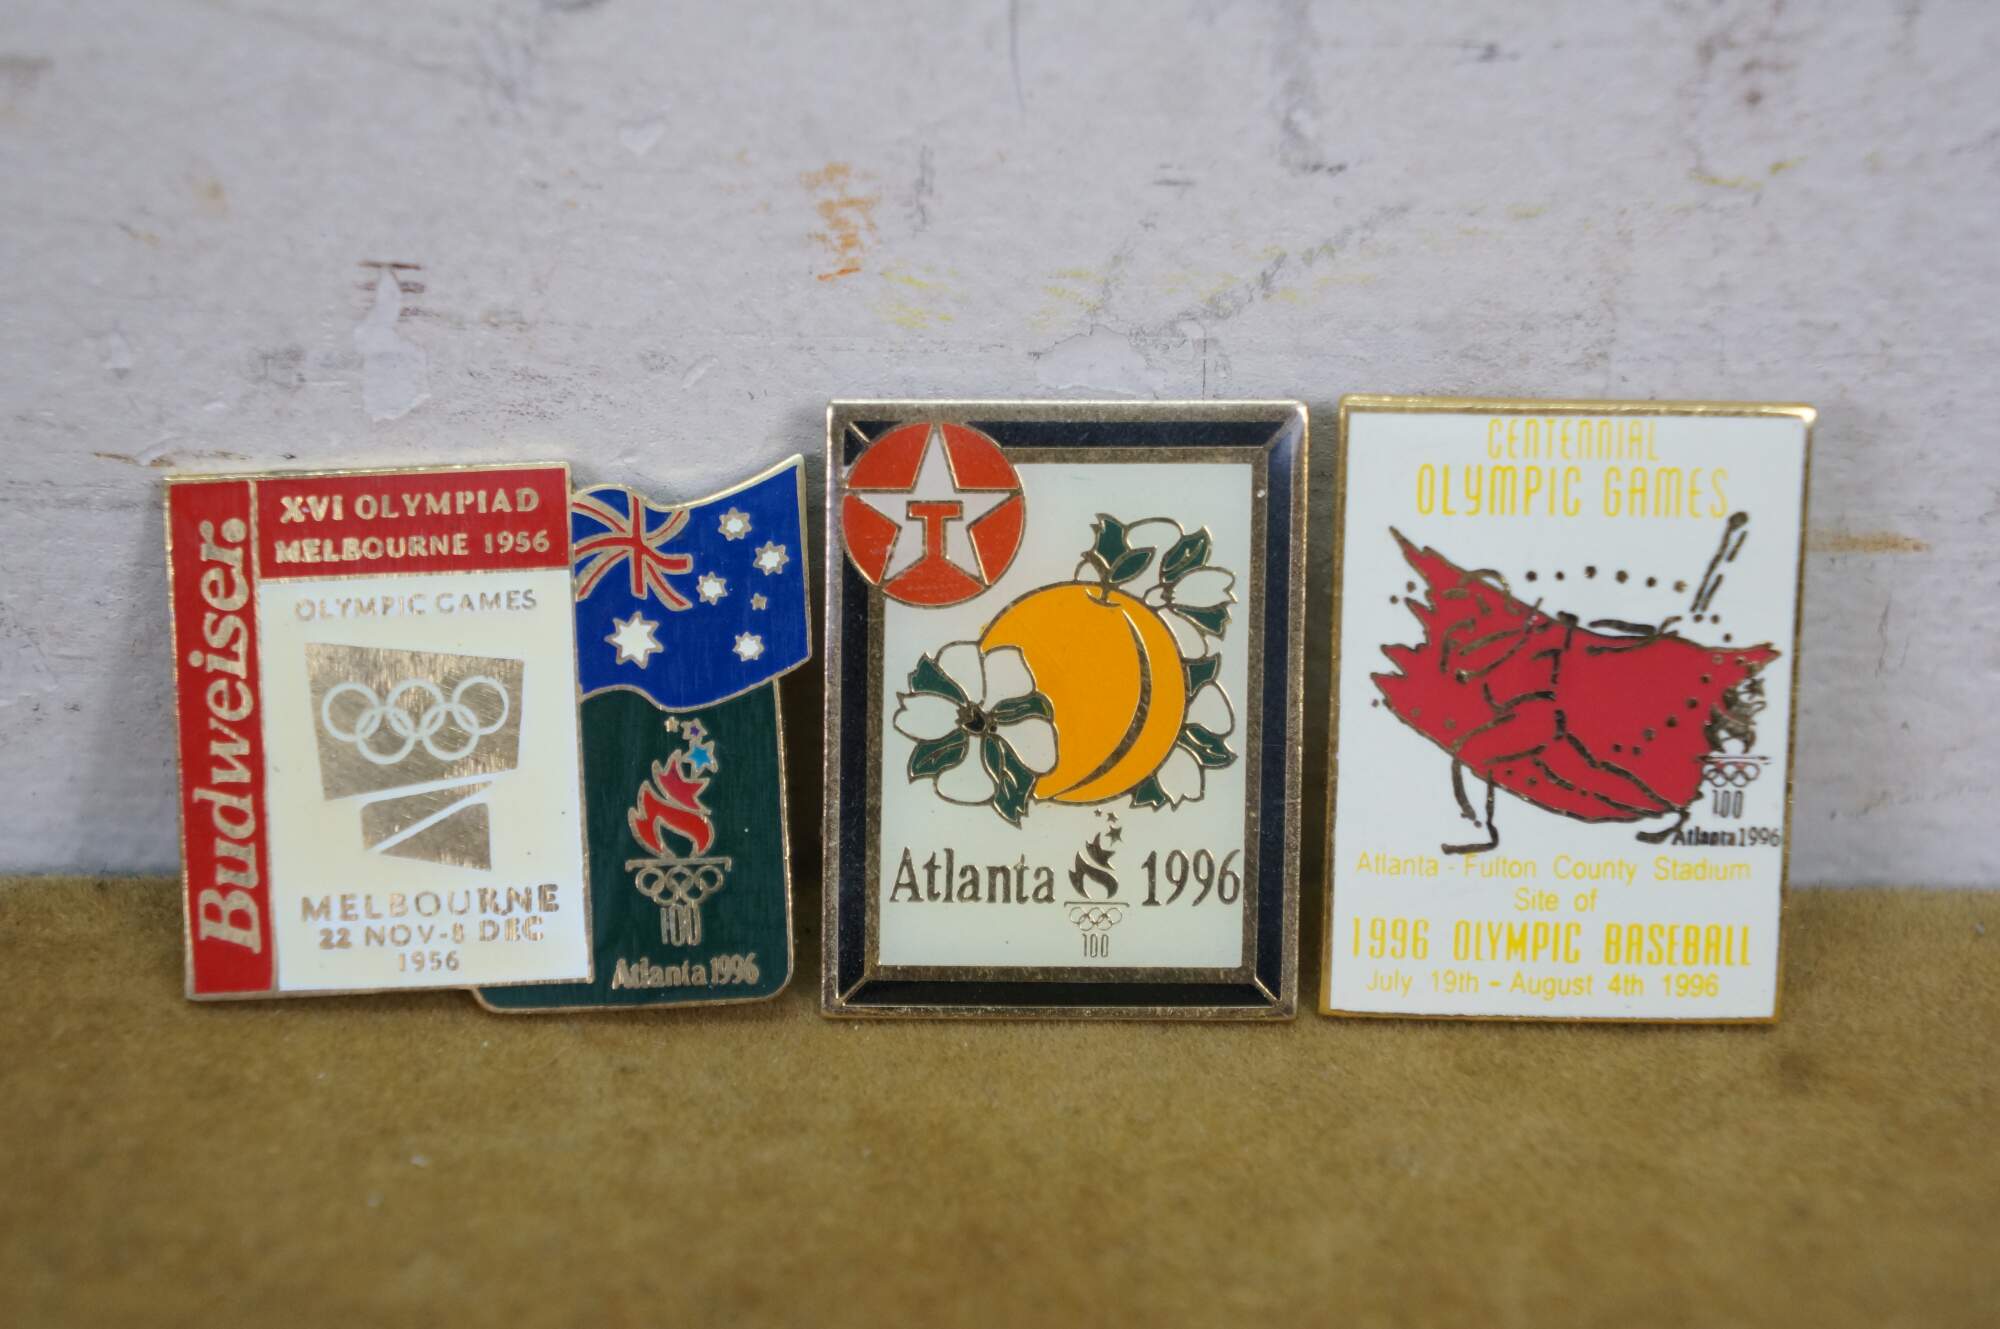 Budweiser.
XVI OLYMPIAD
MELBOURNE 1956
OLYMPIC GAMES
MELBOURNE
22 NOV-8 DEC
1956
100
Atlanta 1996
T
Atlanta 1996
100
CENTENNIAL
OLYMPIC GAMES
100
Atlanta 1996
Atlanta - Fulton County Stadium
Site of
1996 OLYMPIC BASEBALL
July 19th - August 4th 1996